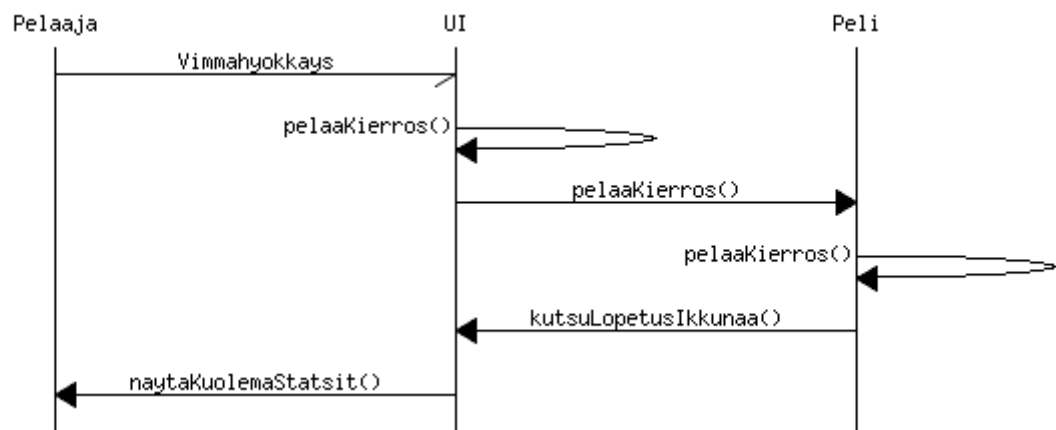 Pelaaja UI Peli
Vimmahyokkays
pelaaKierros()
pelaaKierros()
pelaaKierros()
kutsuLopetusIkkunaa()
naytaKuolemaStatsit()